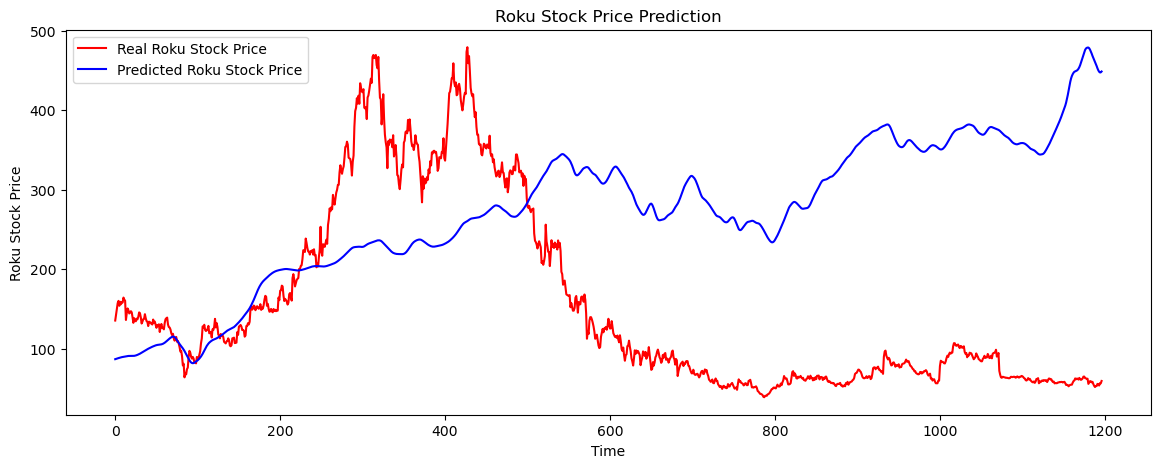 Roku Stock Price Prediction
Real Roku Stock Price
Predicted Roku Stock Price
Roku Stock Price
500
400
300
200
100
0
200
400
600
800
1000
1200
Time